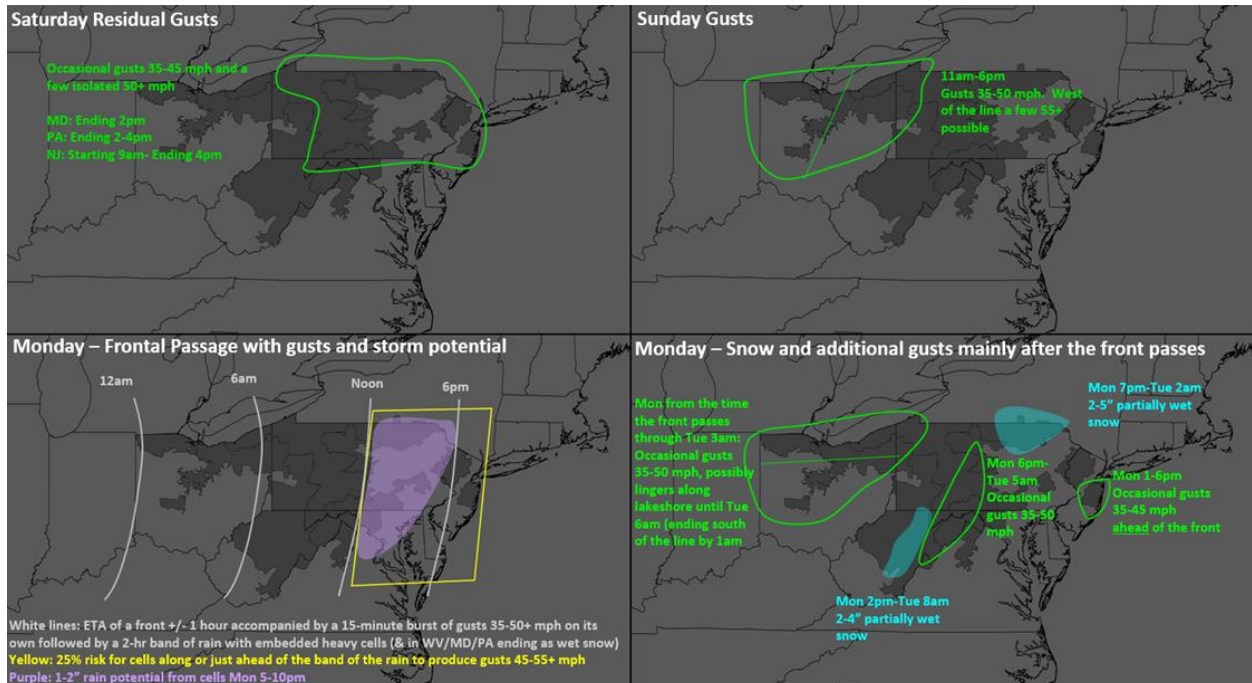 Saturday Residual Gusts
Occasional gusts 35-45 mph and a
few isolated 50+ mph
MD: Ending 2pm
PA: Ending 2-4pm
NJ: Starting 9am- Ending 4pm
Sunday Gusts
11am-6pm
Gusts 35-50 mph.  West
of the line a few 55+
possible
Monday – Frontal Passage with gusts and storm potential
12am
6am
Noon
6pm
White lines: ETA of a front +/- 1 hour accompanied by a 15-minute burst of gusts 35-50+ mph on its
own followed by a 2-hr band of rain with embedded heavy cells (& in WV/MD/PA ending as wet snow)
Yellow: 25% risk for cells along or just ahead of the band of the rain to produce gusts 45-55+ mph
Purple: 1-2” rain potential from cells Mon 5-10pm
Monday – Snow and additional gusts mainly after the front passes
Mon from the time
the front passes
through Tue 3am:
Occasional gusts
35-50 mph, possibly
lingers along
lakeshore until Tue
6am (ending south
of the line by 1am
Mon 7pm-Tue 2am
2-5” partially wet
snow
Mon 6pm-
Tue 5am
Occasional
gusts 35-50
mph
Mon 1-6pm
Occasional gusts
35-45 mph
ahead of the front
Mon 2pm-Tue 8am
2-4” partially wet
snow